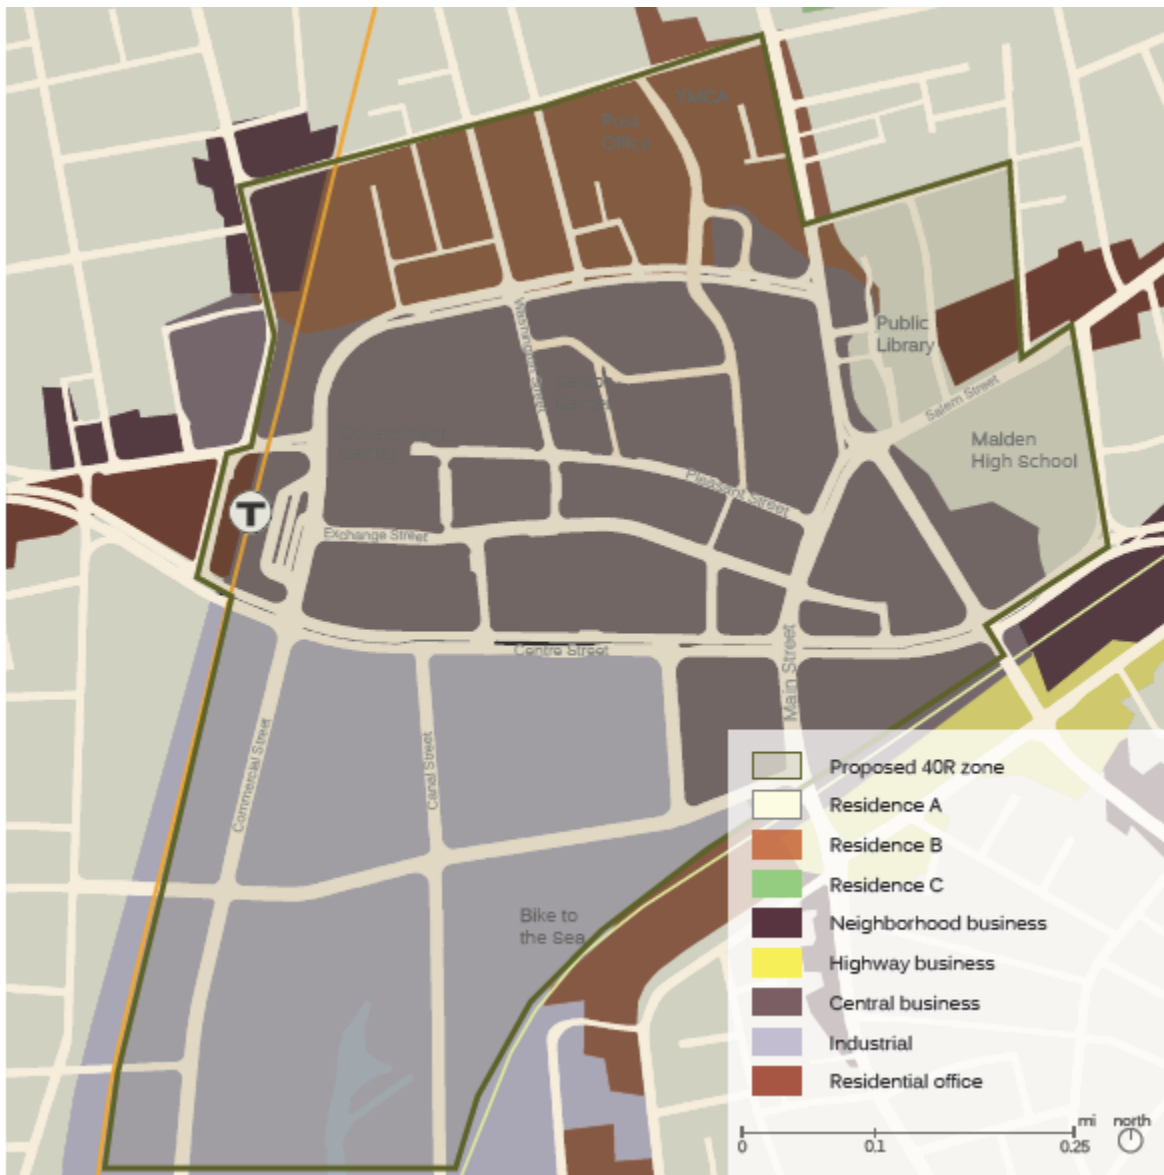 YMCA
Post
Office
Public
Library
Washington Street
Salem Street
Malden
High School
Pleasant Street
T
Exchange Street
Centre Street
Main Street
Commercial Street
Canal Street
Bike to
the Sea
Proposed 40R zone
Residence A
Residence B
Residence C
Neighborhood business
Highway business
Central business
Industrial
Residential office
mi north
0 0.1 0.25